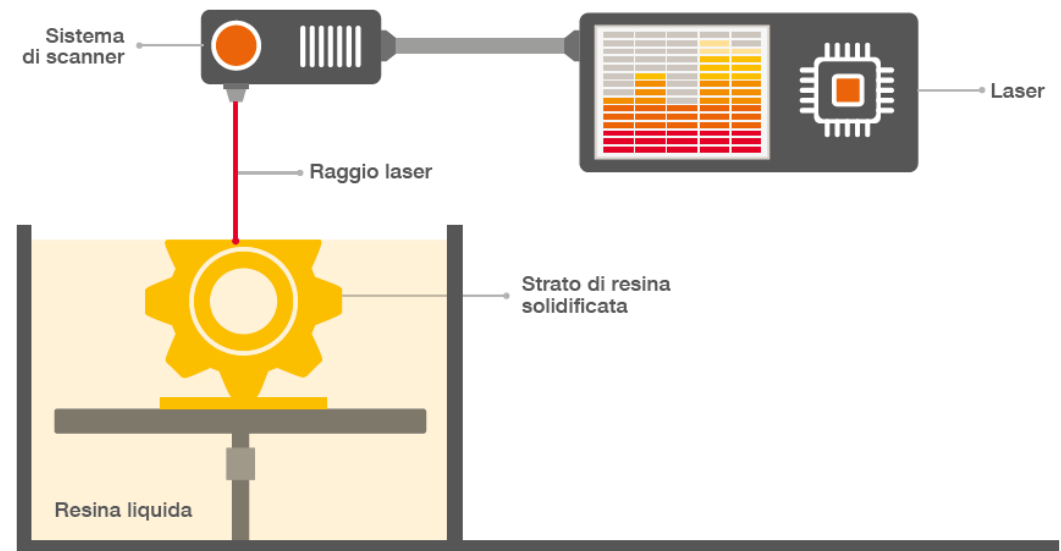 Sistema
di scanner
Laser
Raggio laser
Strato di resina
solidificata
Resina liquida